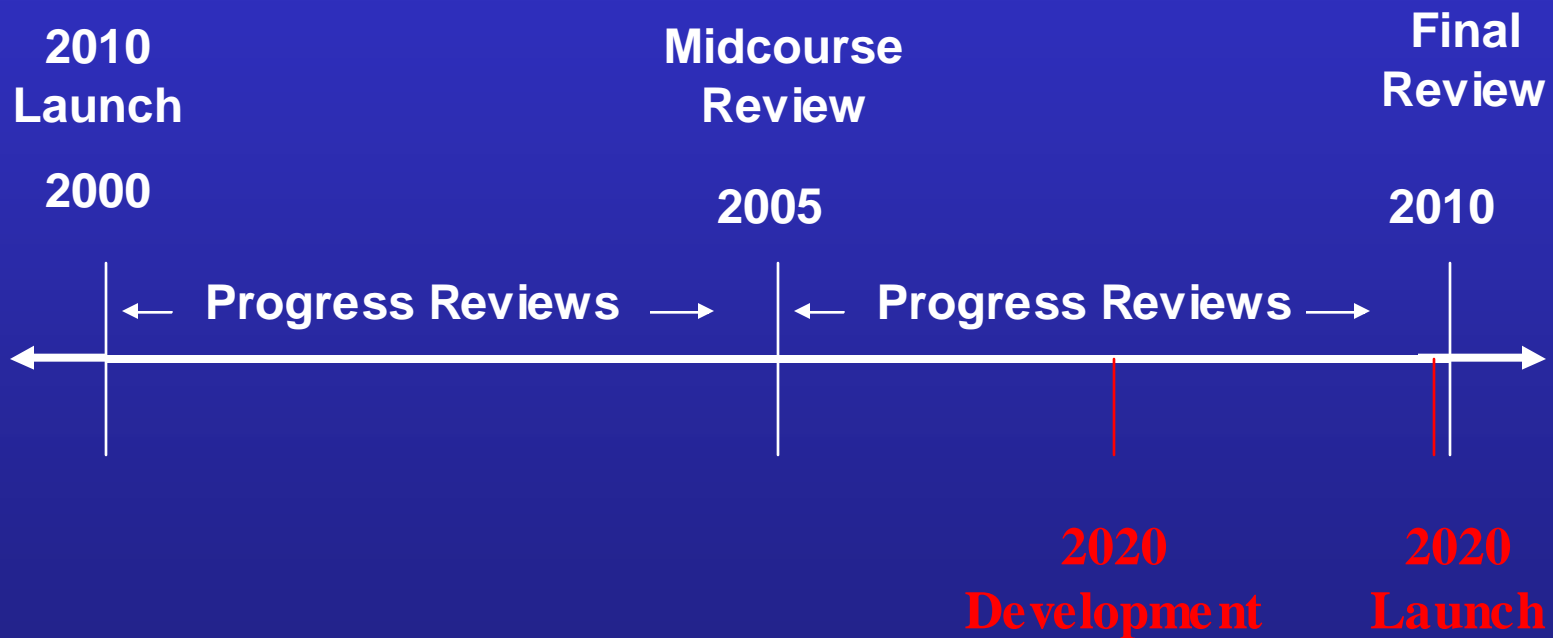 2010
Launch
2000
Midcourse
Review
2005
Final
Review
2010
Progress Reviews
Progress Reviews
2020
Development
2020
Launch